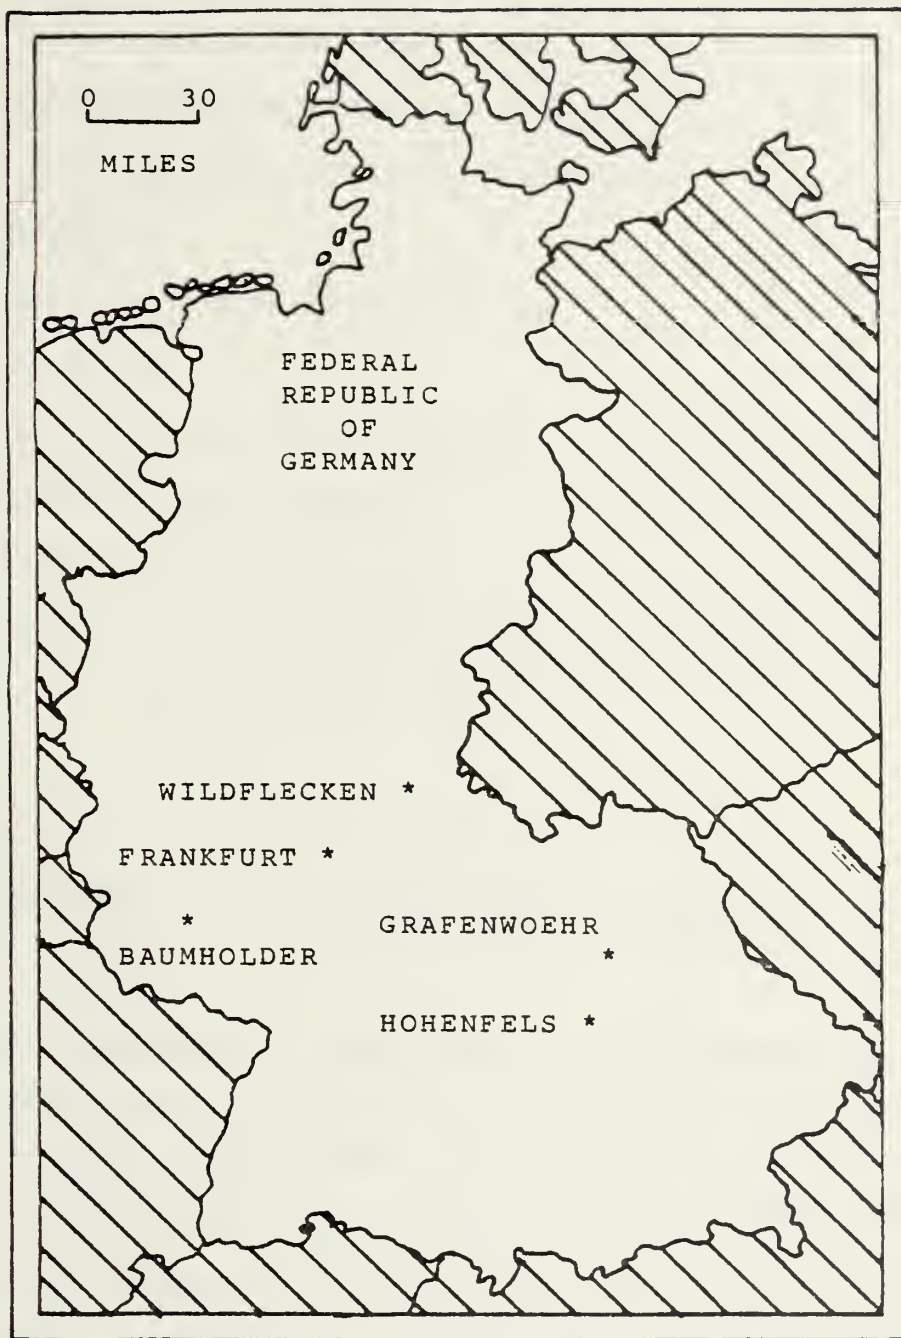 0 30
MILES
FEDERAL
REPUBLIC
OF
GERMANY
WILDFLECKEN *
FRANKFURT *
*
BAUMHOLDER
GRAFENWOEHR
*
HOHENFELS *